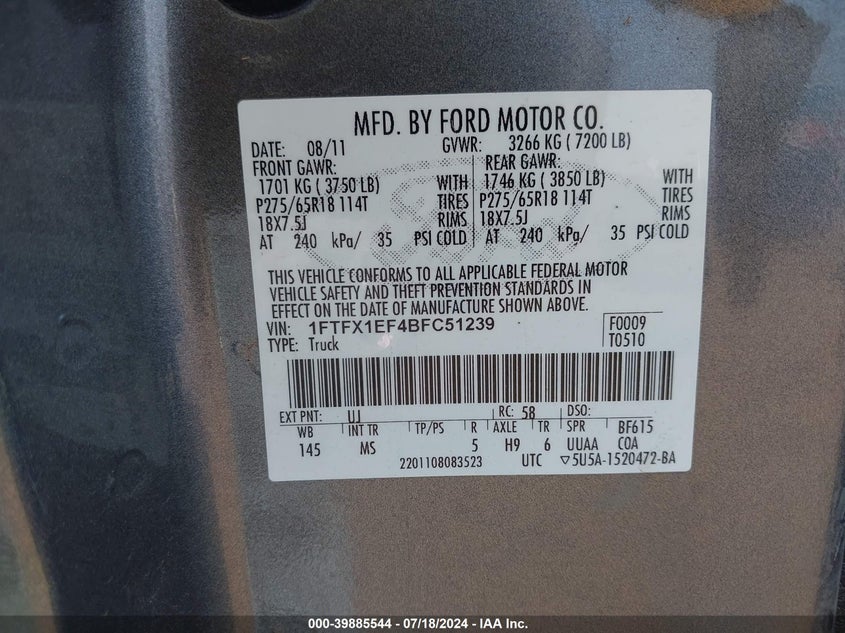 MFD. BY FORD MOTOR CO.
DATE: 08/11 GVWR: 3266 KG ( 7200 LB)
FRONT GAWR: REAR GAWR:
1701 KG ( 3750 LB) WITH 1746 KG ( 3850 LB) WITH
P275/65R18 114T TIRES P275/65R18 114T TIRES
18X7.5J RIMS 18X7.5J RIMS
AT 240 kPa/ 35 PSI COLD AT 240 kPa/ 35 PSI COLD
THIS VEHICLE CONFORMS TO ALL APPLICABLE FEDERAL MOTOR
VEHICLE SAFETY AND THEFT PREVENTION STANDARDS IN
EFFECT ON THE DATE OF MANUFACTURE SHOWN ABOVE.
VIN: 1FTFX1EF4BFC51239 F0009
TYPE: Truck T0510
EXT PNT: UJ RC: 58 DSO:
WB INT TR TP/PS R AXLE TR SPR BF615
145 MS 5 H9 6 UUAA COA
2201108083523 UTC ▽5U5A-1520472-BA
000-39885544 - 07/18/2024 - IAA Inc.